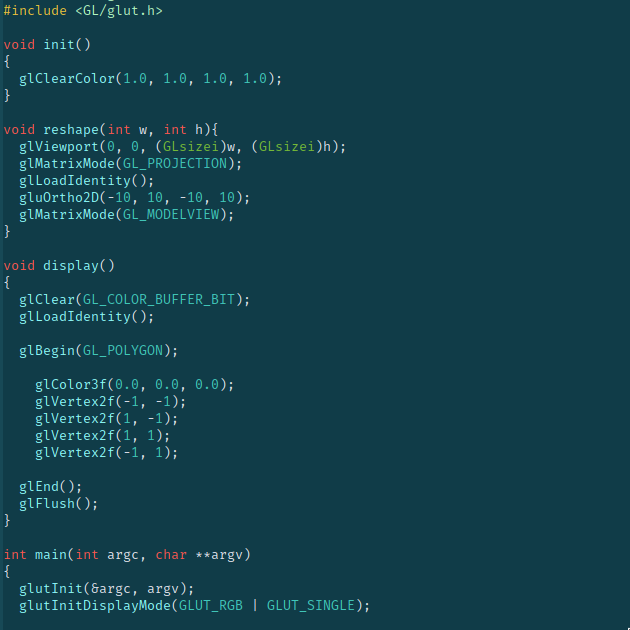 #include <GL/glut.h>
void init()
{
glClearColor(1.0, 1.0, 1.0, 1.0);
}
void reshape(int w, int h){
glViewport(0, 0, (GLsizei)w, (GLsizei)h);
glMatrixMode(GL_PROJECTION);
glLoadIdentity();
gluOrtho2D(-10, 10, -10, 10);
glMatrixMode(GL_MODELVIEW);
}
void display()
{
glClear(GL_COLOR_BUFFER_BIT);
glLoadIdentity();
glBegin(GL_POLYGON);
glColor3f(0.0, 0.0, 0.0);
glVertex2f(-1, -1);
glVertex2f(1, -1);
glVertex2f(1, 1);
glVertex2f(-1, 1);
glEnd();
glFlush();
}
int main(int argc, char **argv)
{
glutInit(&argc, argv);
glutInitDisplayMode(GLUT_RGB | GLUT_SINGLE);